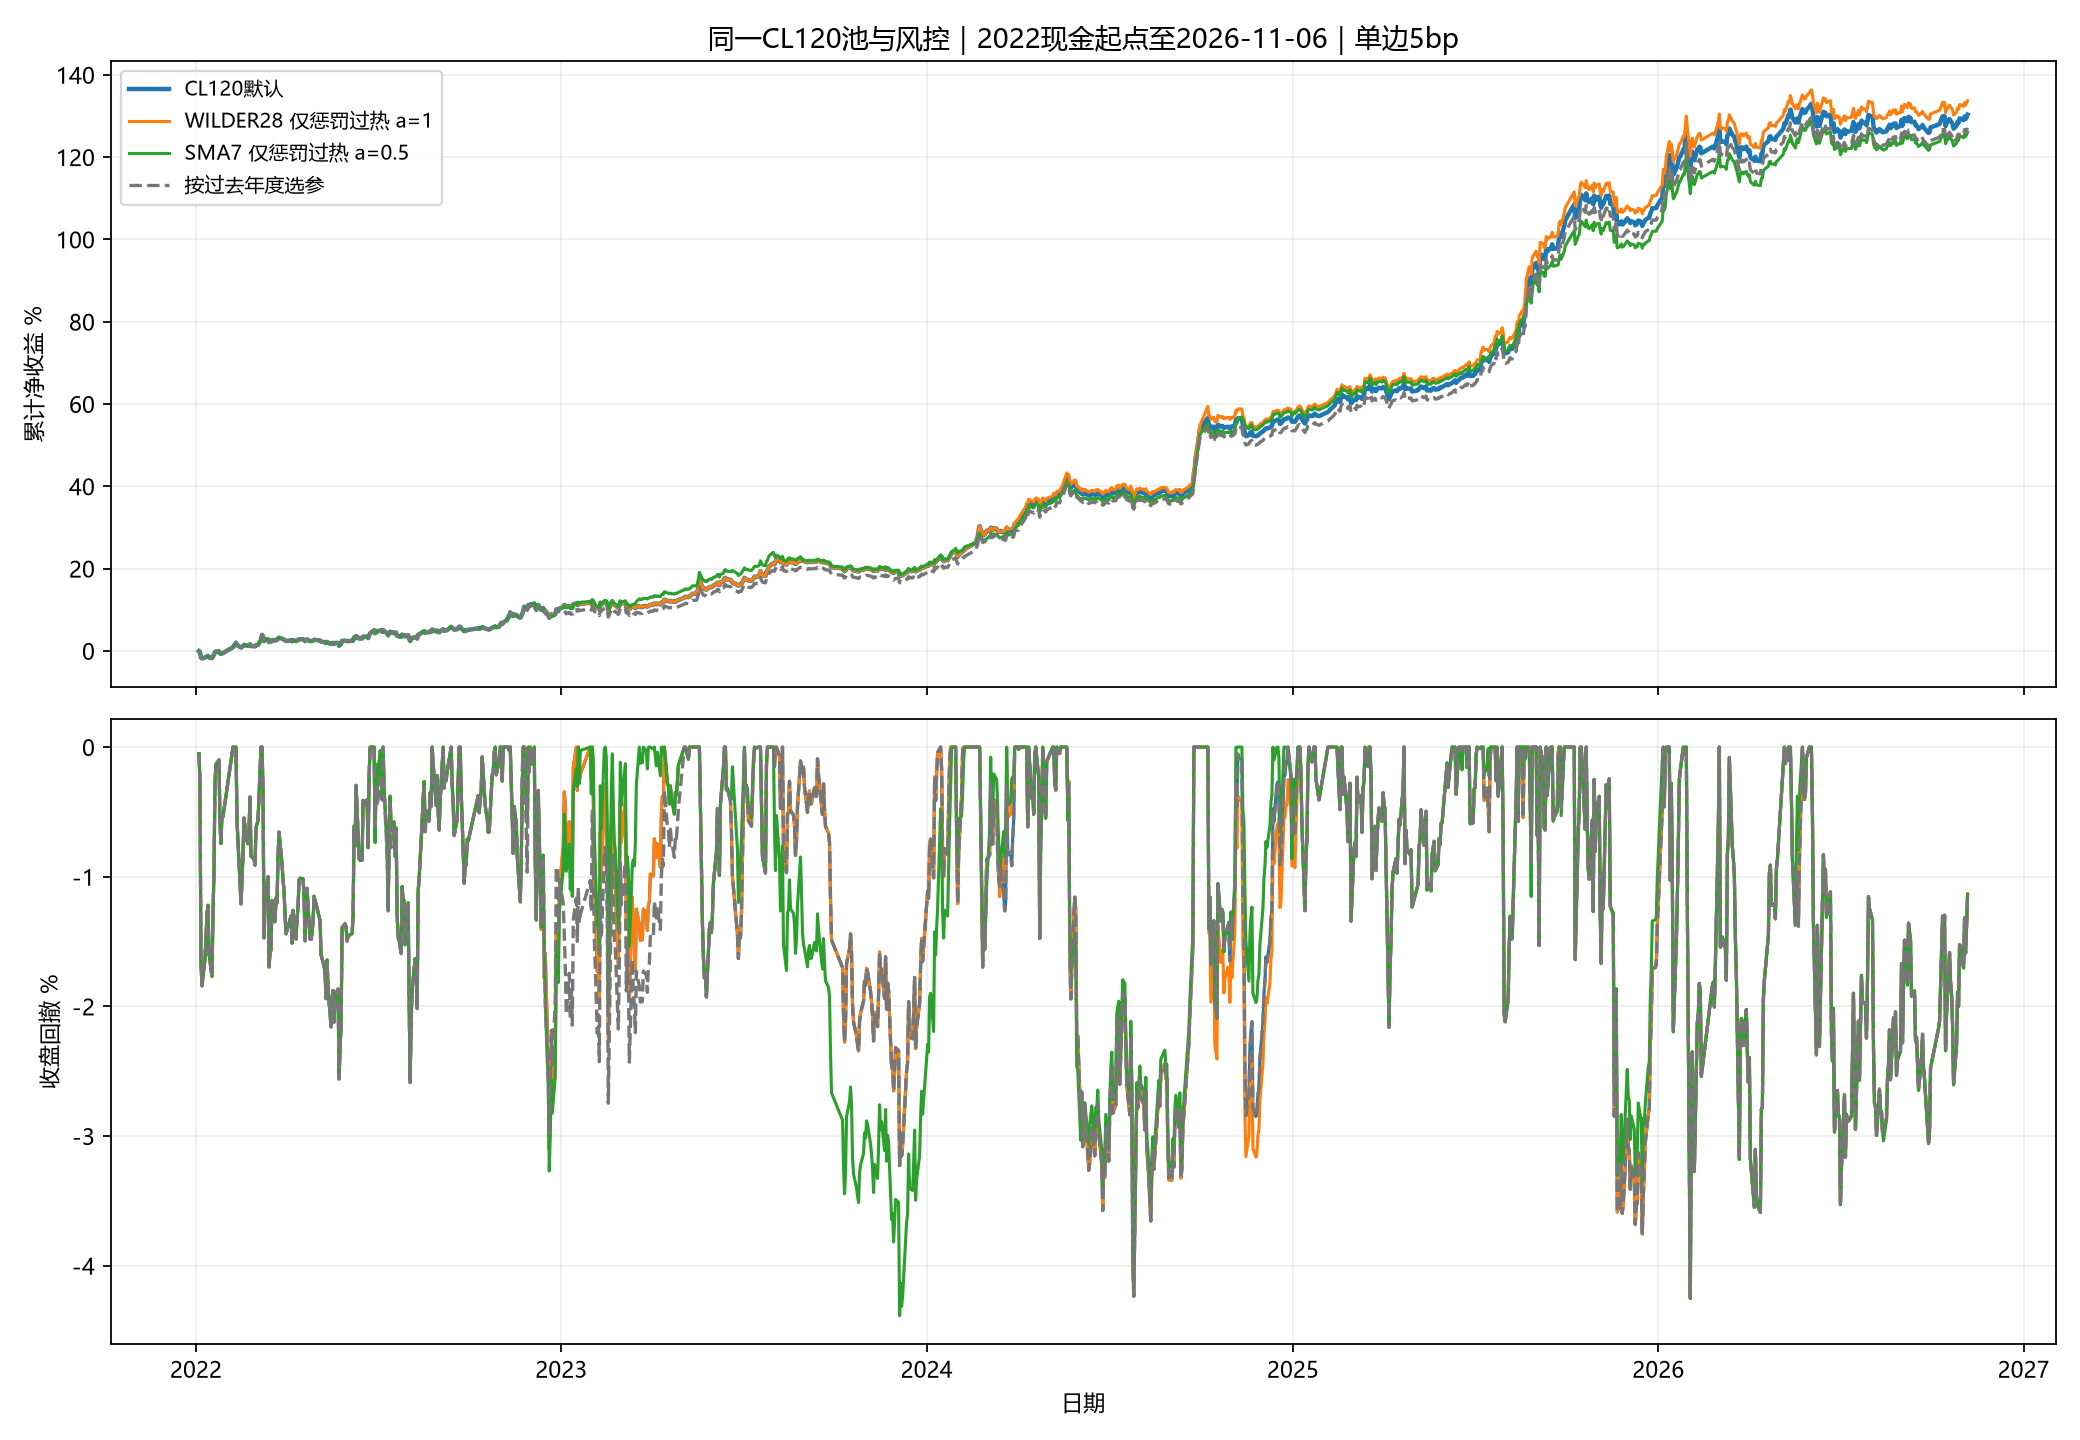 同一CL120池与风控 | 2022现金起点至2026-11-06 | 单边5bp
140
120
100
80
60
40
20
0
累计净收益 %
CL120默认
WILDER28 仅惩罚过热 a=1
SMA7 仅惩罚过热 a=0.5
按过去年度选参
0
-1
-2
-3
-4
收盘回撤 %
2022
2023
2024
2025
2026
2027
日期